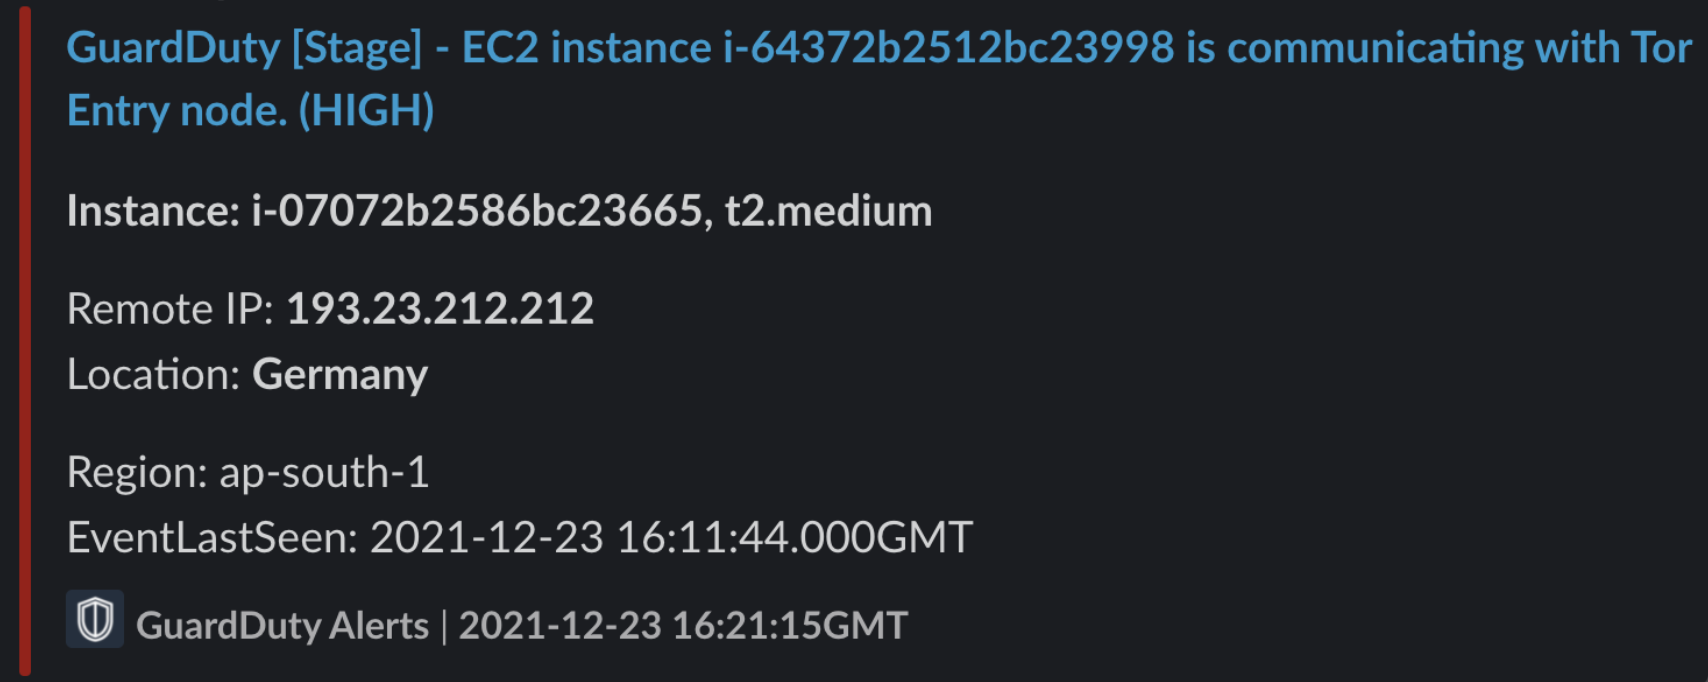 GuardDuty [Stage] - EC2 instance i-64372b2512bc23998 is communicating with Tor
Entry node. (HIGH)
Instance: i-07072b2586bc23665, t2.medium
Remote IP: 193.23.212.212
Location: Germany
Region: ap-south-1
EventLastSeen: 2021-12-23 16:11:44.000GMT
GuardDuty Alerts | 2021-12-23 16:21:15GMT